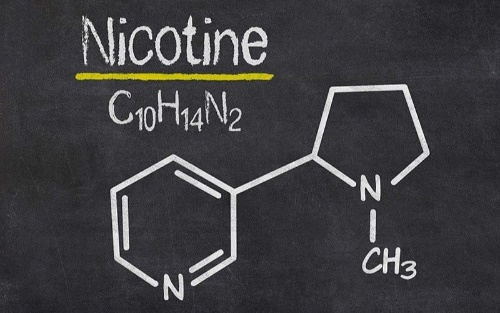 Nicotine
C₁₀H₁₄N₂
N
CH₃
N